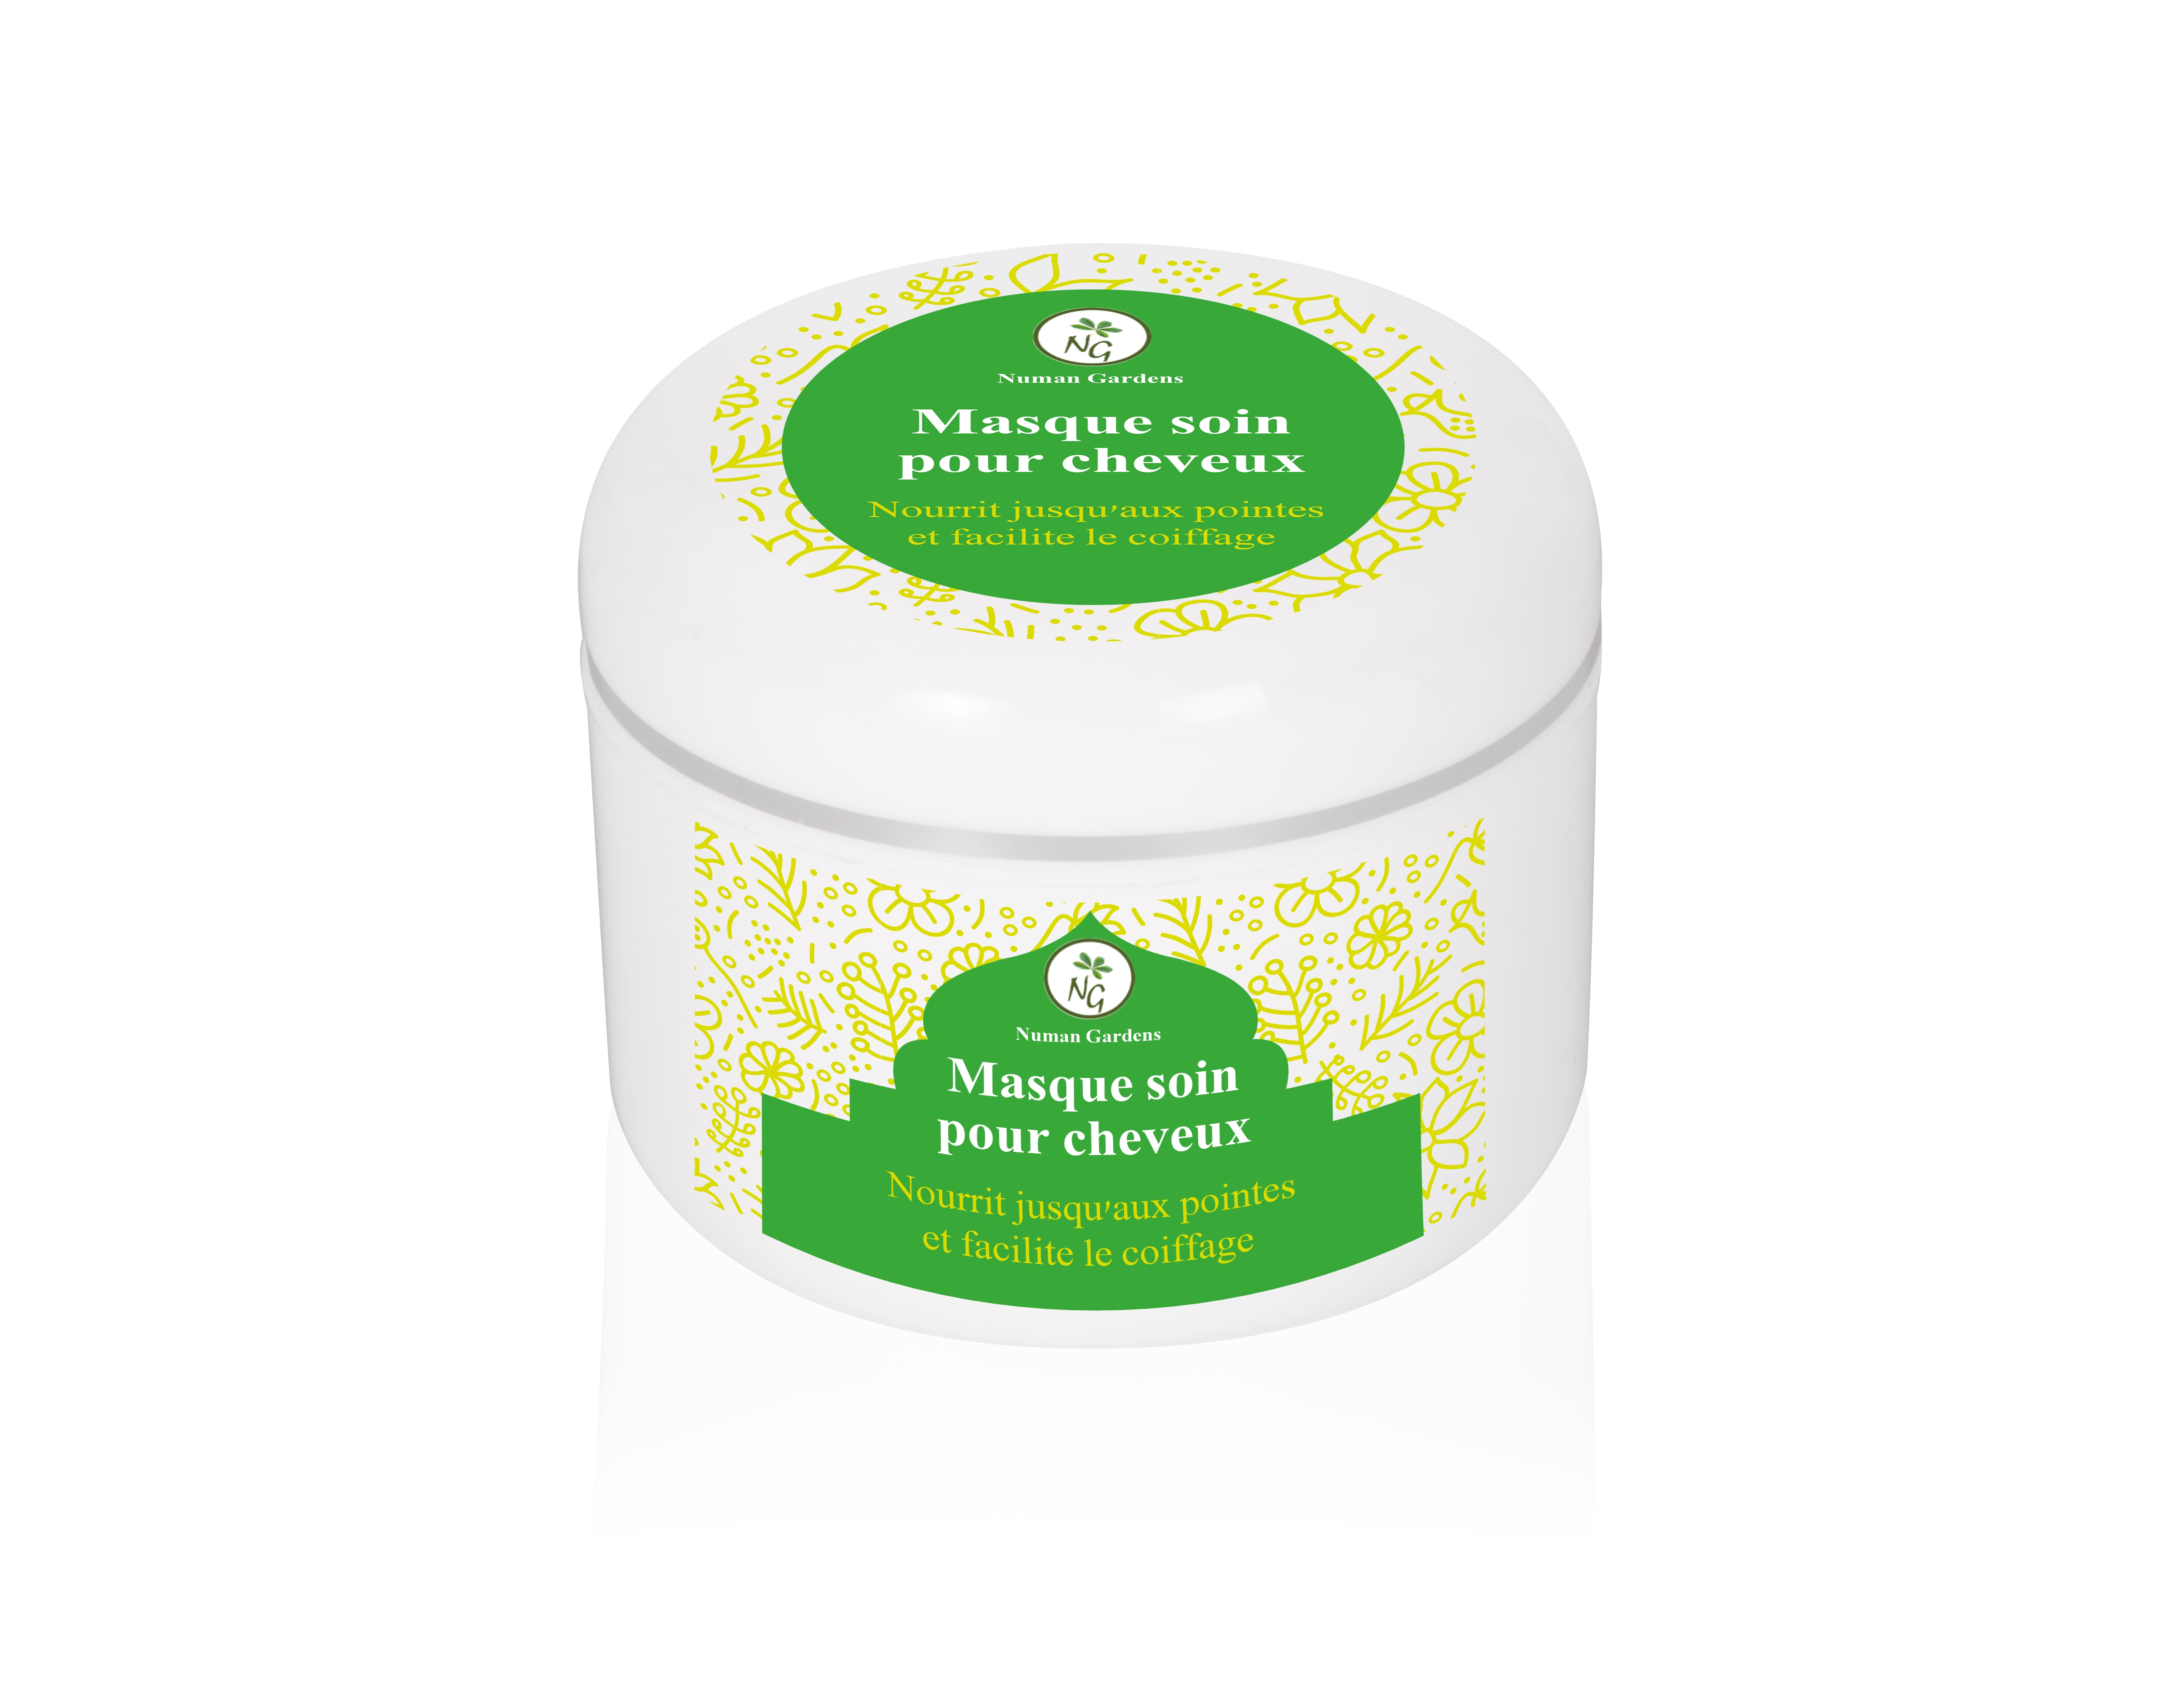 NG
Numan Gardens
Masque soin
pour cheveux
Nourrit jusqu'aux pointes
et facilite le coiffage
NG
Numan Gardens
Masque soin
pour cheveux
Nourrit jusqu'aux pointes
et facilite le coiffage